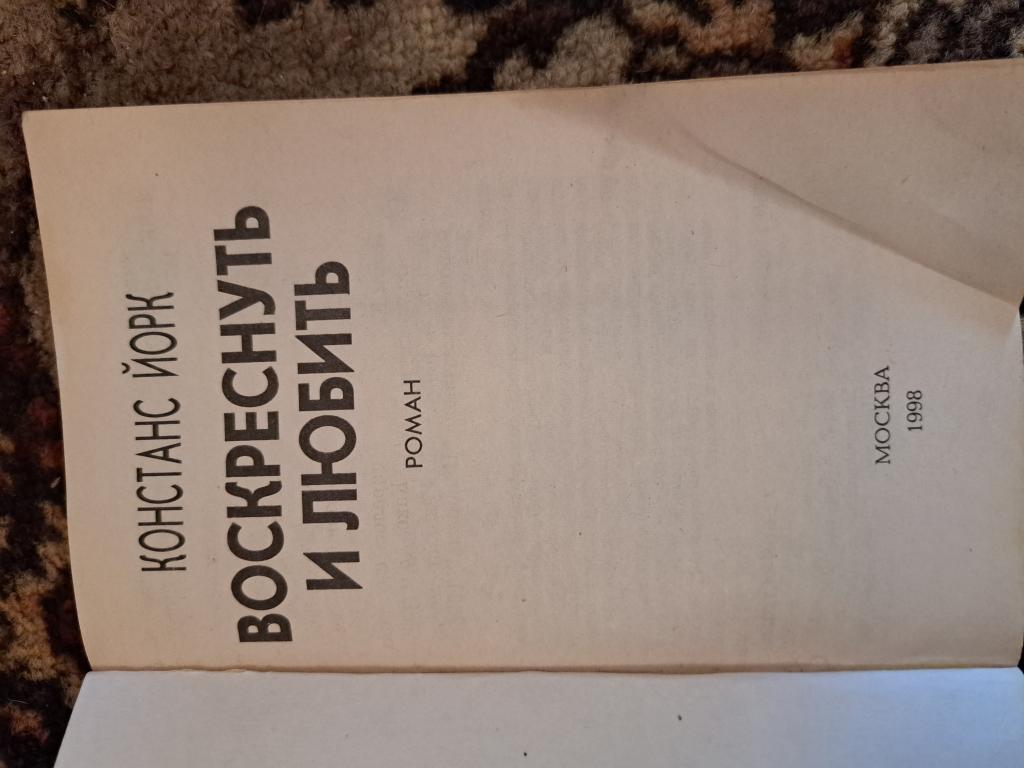 КОНСТАНС ЙОРК
ВОСКРЕСНУТЬ
И ЛЮБИТЬ
РОМАН
МОСКВА
1998